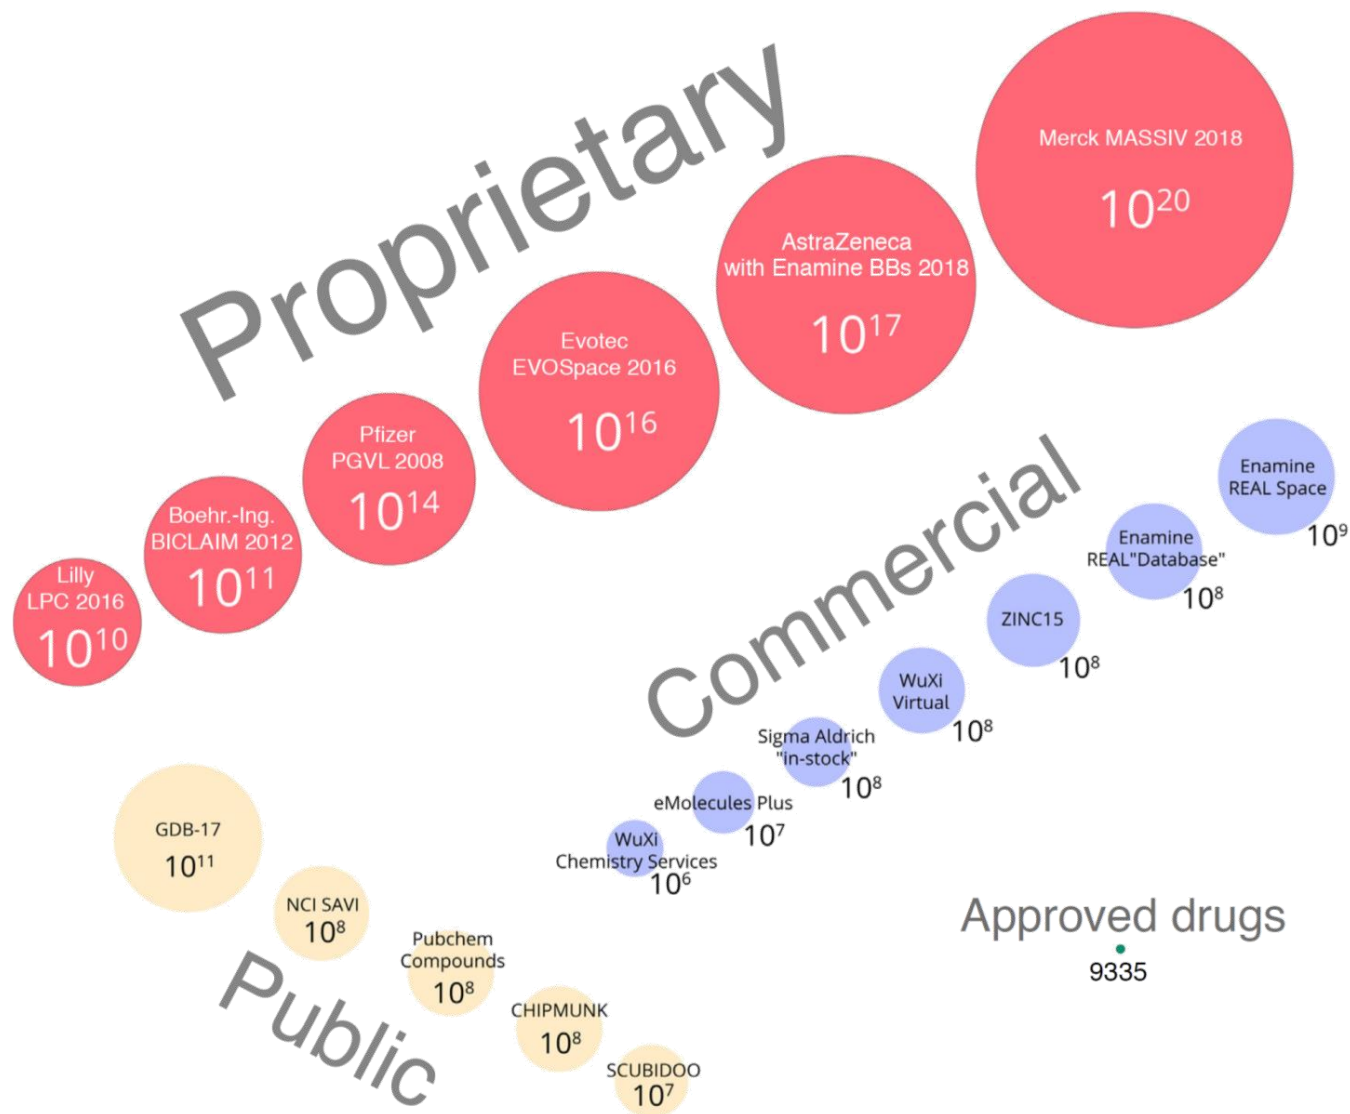 Proprietary
Merck MASSIV 2018
10²⁰
AstraZeneca
with Enamine BBs 2018
10¹⁷
Evotec
EVOSpace 2016
10¹⁶
Pfizer
PGVL 2008
10¹⁴
Boehr.-Ing.
BICLAIM 2012
10¹¹
Lilly
LPC 2016
10¹⁰
Commercial
Enamine
REAL Space
10⁹
Enamine
REAL"Database"
10⁸
ZINC15
10⁸
WuXi
Virtual
10⁸
Sigma Aldrich
"in-stock"
10⁸
eMolecules Plus
10⁷
WuXi
Chemistry Services
10⁶
GDB-17
10¹¹
NCI SAVI
10⁸
Pubchem
Compounds
10⁸
CHIPMUNK
10⁸
SCUBIDOO
10⁷
Public
Approved drugs
9335